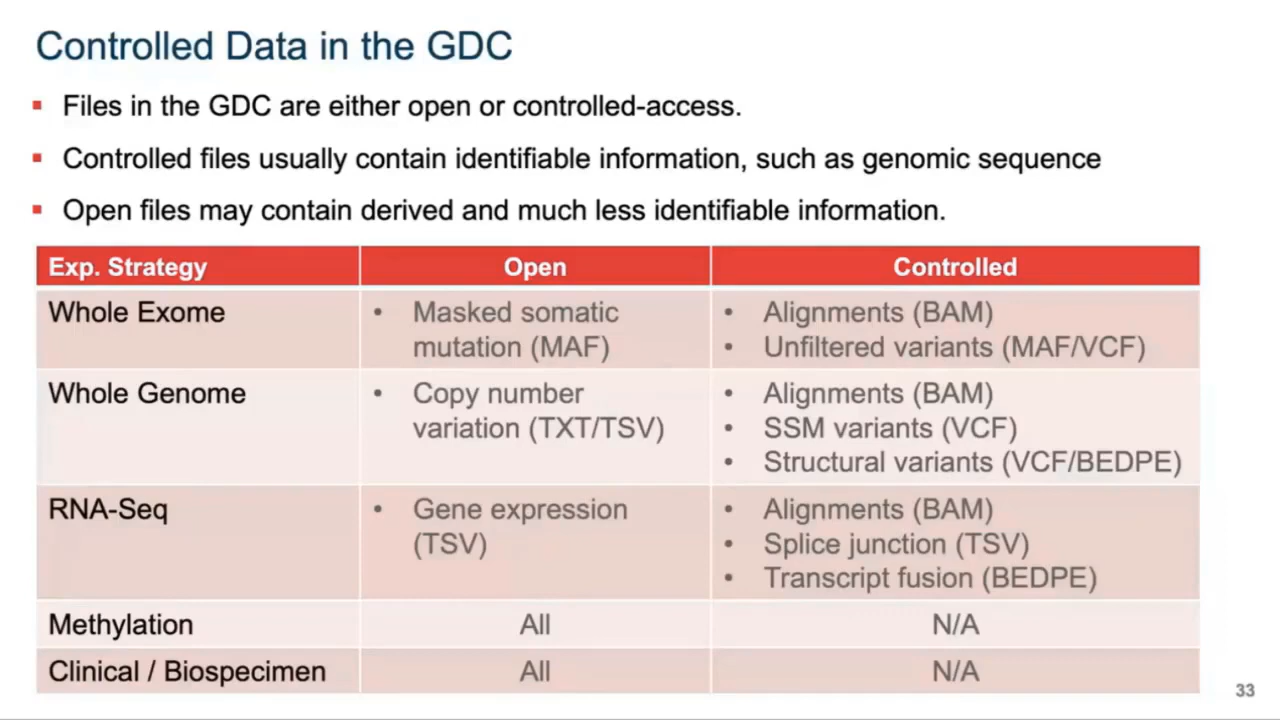 Controlled Data in the GDC
▪ Files in the GDC are either open or controlled-access.
▪ Controlled files usually contain identifiable information, such as genomic sequence
▪ Open files may contain derived and much less identifiable information.
Exp. Strategy Open Controlled
Whole Exome • Masked somatic • Alignments (BAM)
mutation (MAF) • Unfiltered variants (MAF/VCF)
Whole Genome • Copy number • Alignments (BAM)
variation (TXT/TSV) • SSM variants (VCF)
• Structural variants (VCF/BEDPE)
RNA-Seq • Gene expression • Alignments (BAM)
(TSV) • Splice junction (TSV)
• Transcript fusion (BEDPE)
Methylation All N/A
Clinical / Biospecimen All N/A
33